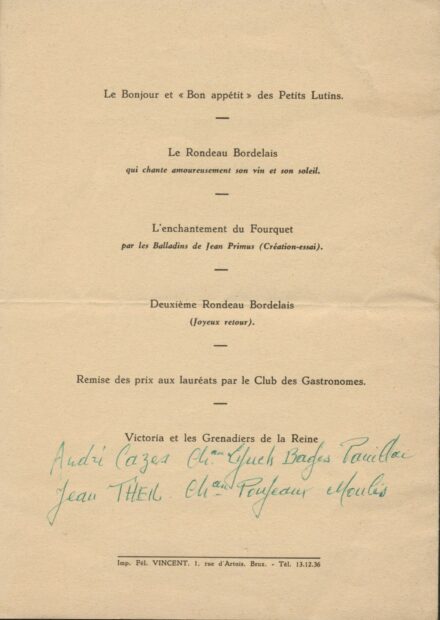 Le Bonjour et « Bon appétit » des Petits Lutins.
Le Rondeau Bordelais
qui chante amoureusement son vin et son soleil.
L'enchantement du Fourquet
par les Balladins de Jean Primus (Création-essai).
Deuxième Rondeau Bordelais
(Joyeux retour).
Remise des prix aux lauréats par le Club des Gastronomes.
Victoria et les Grenadiers de la Reine
André Cazes Chau Lynch Bages Pauillac
Jean THEIL Chau Poujeaux Moulis
Imp. Fél. VINCENT. 1, rue d'Artois. Brux. - Tél. 13.12.36